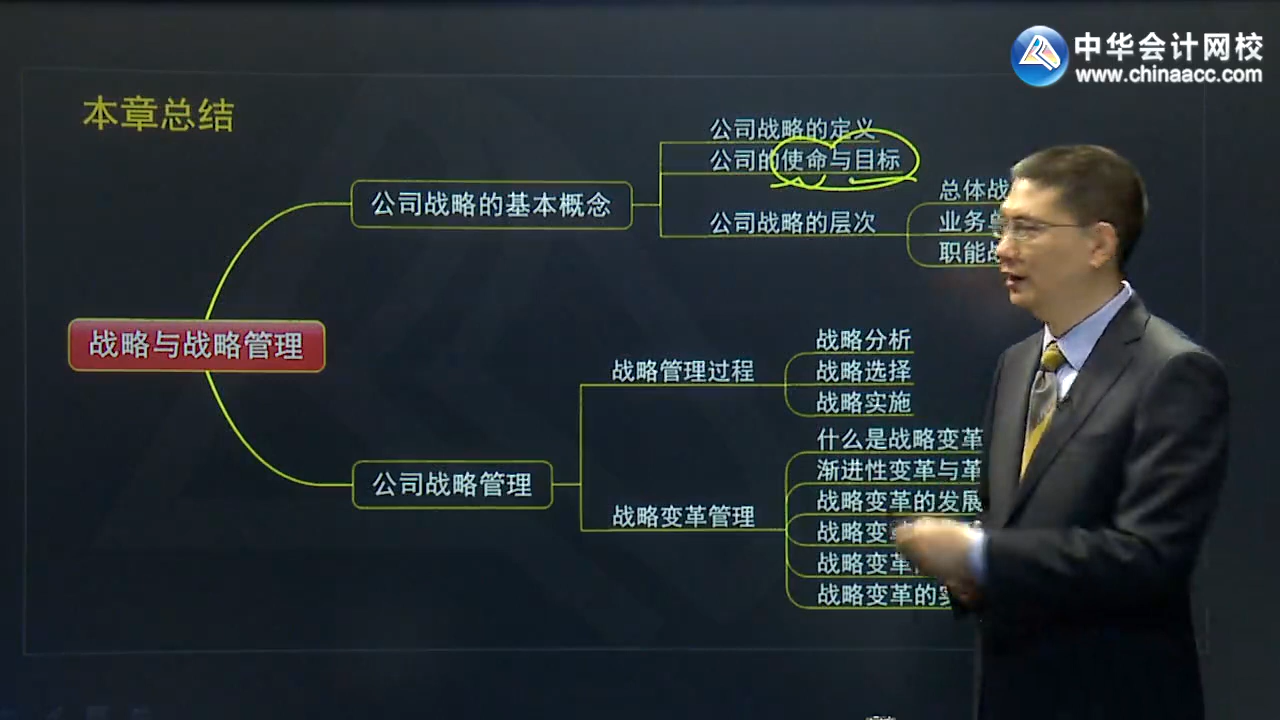 中华会计网校
www.chinaacc.com
本章总结
公司战略的定义
公司的使命与目标
总体战
公司战略的基本概念
公司战略的层次
业务单
职能战
战略与战略管理
战略分析
战略管理过程
战略选择
战略实施
什么是战略变革
渐进性变革与革
公司战略管理
战略变革的发展
战略变革管理
战略变
战略变革
战略变革的实